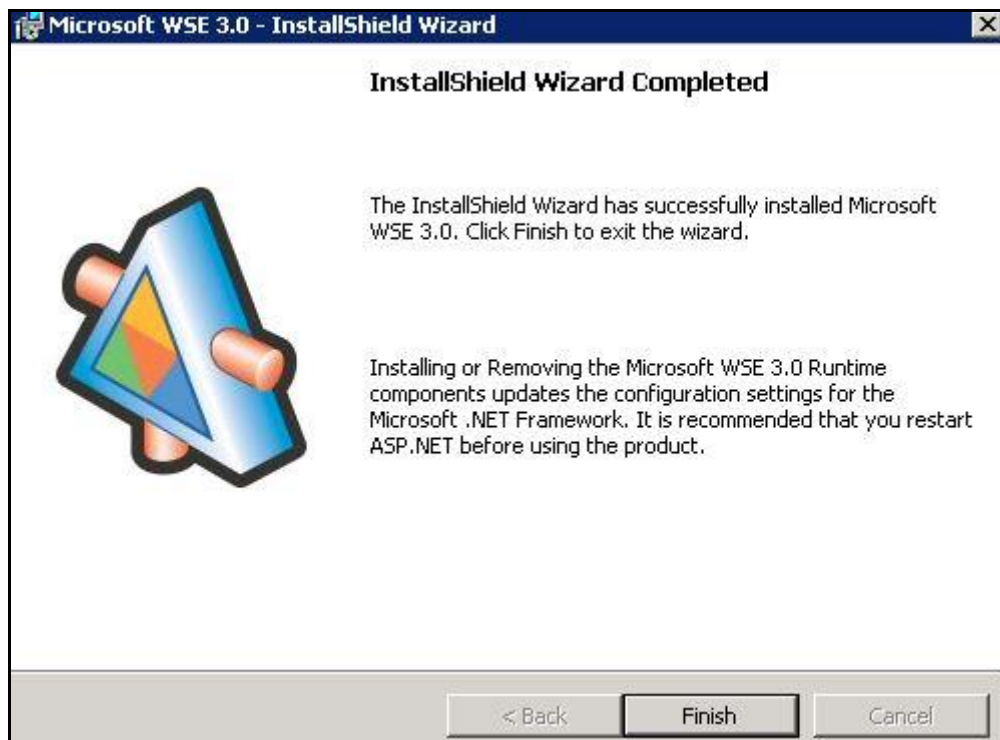 Microsoft WSE 3.0 - InstallShield Wizard
InstallShield Wizard Completed
The InstallShield Wizard has successfully installed Microsoft
WSE 3.0. Click Finish to exit the wizard.
Installing or Removing the Microsoft WSE 3.0 Runtime
components updates the configuration settings for the
Microsoft .NET Framework. It is recommended that you restart
ASP.NET before using the product.
< Back
Finish
Cancel